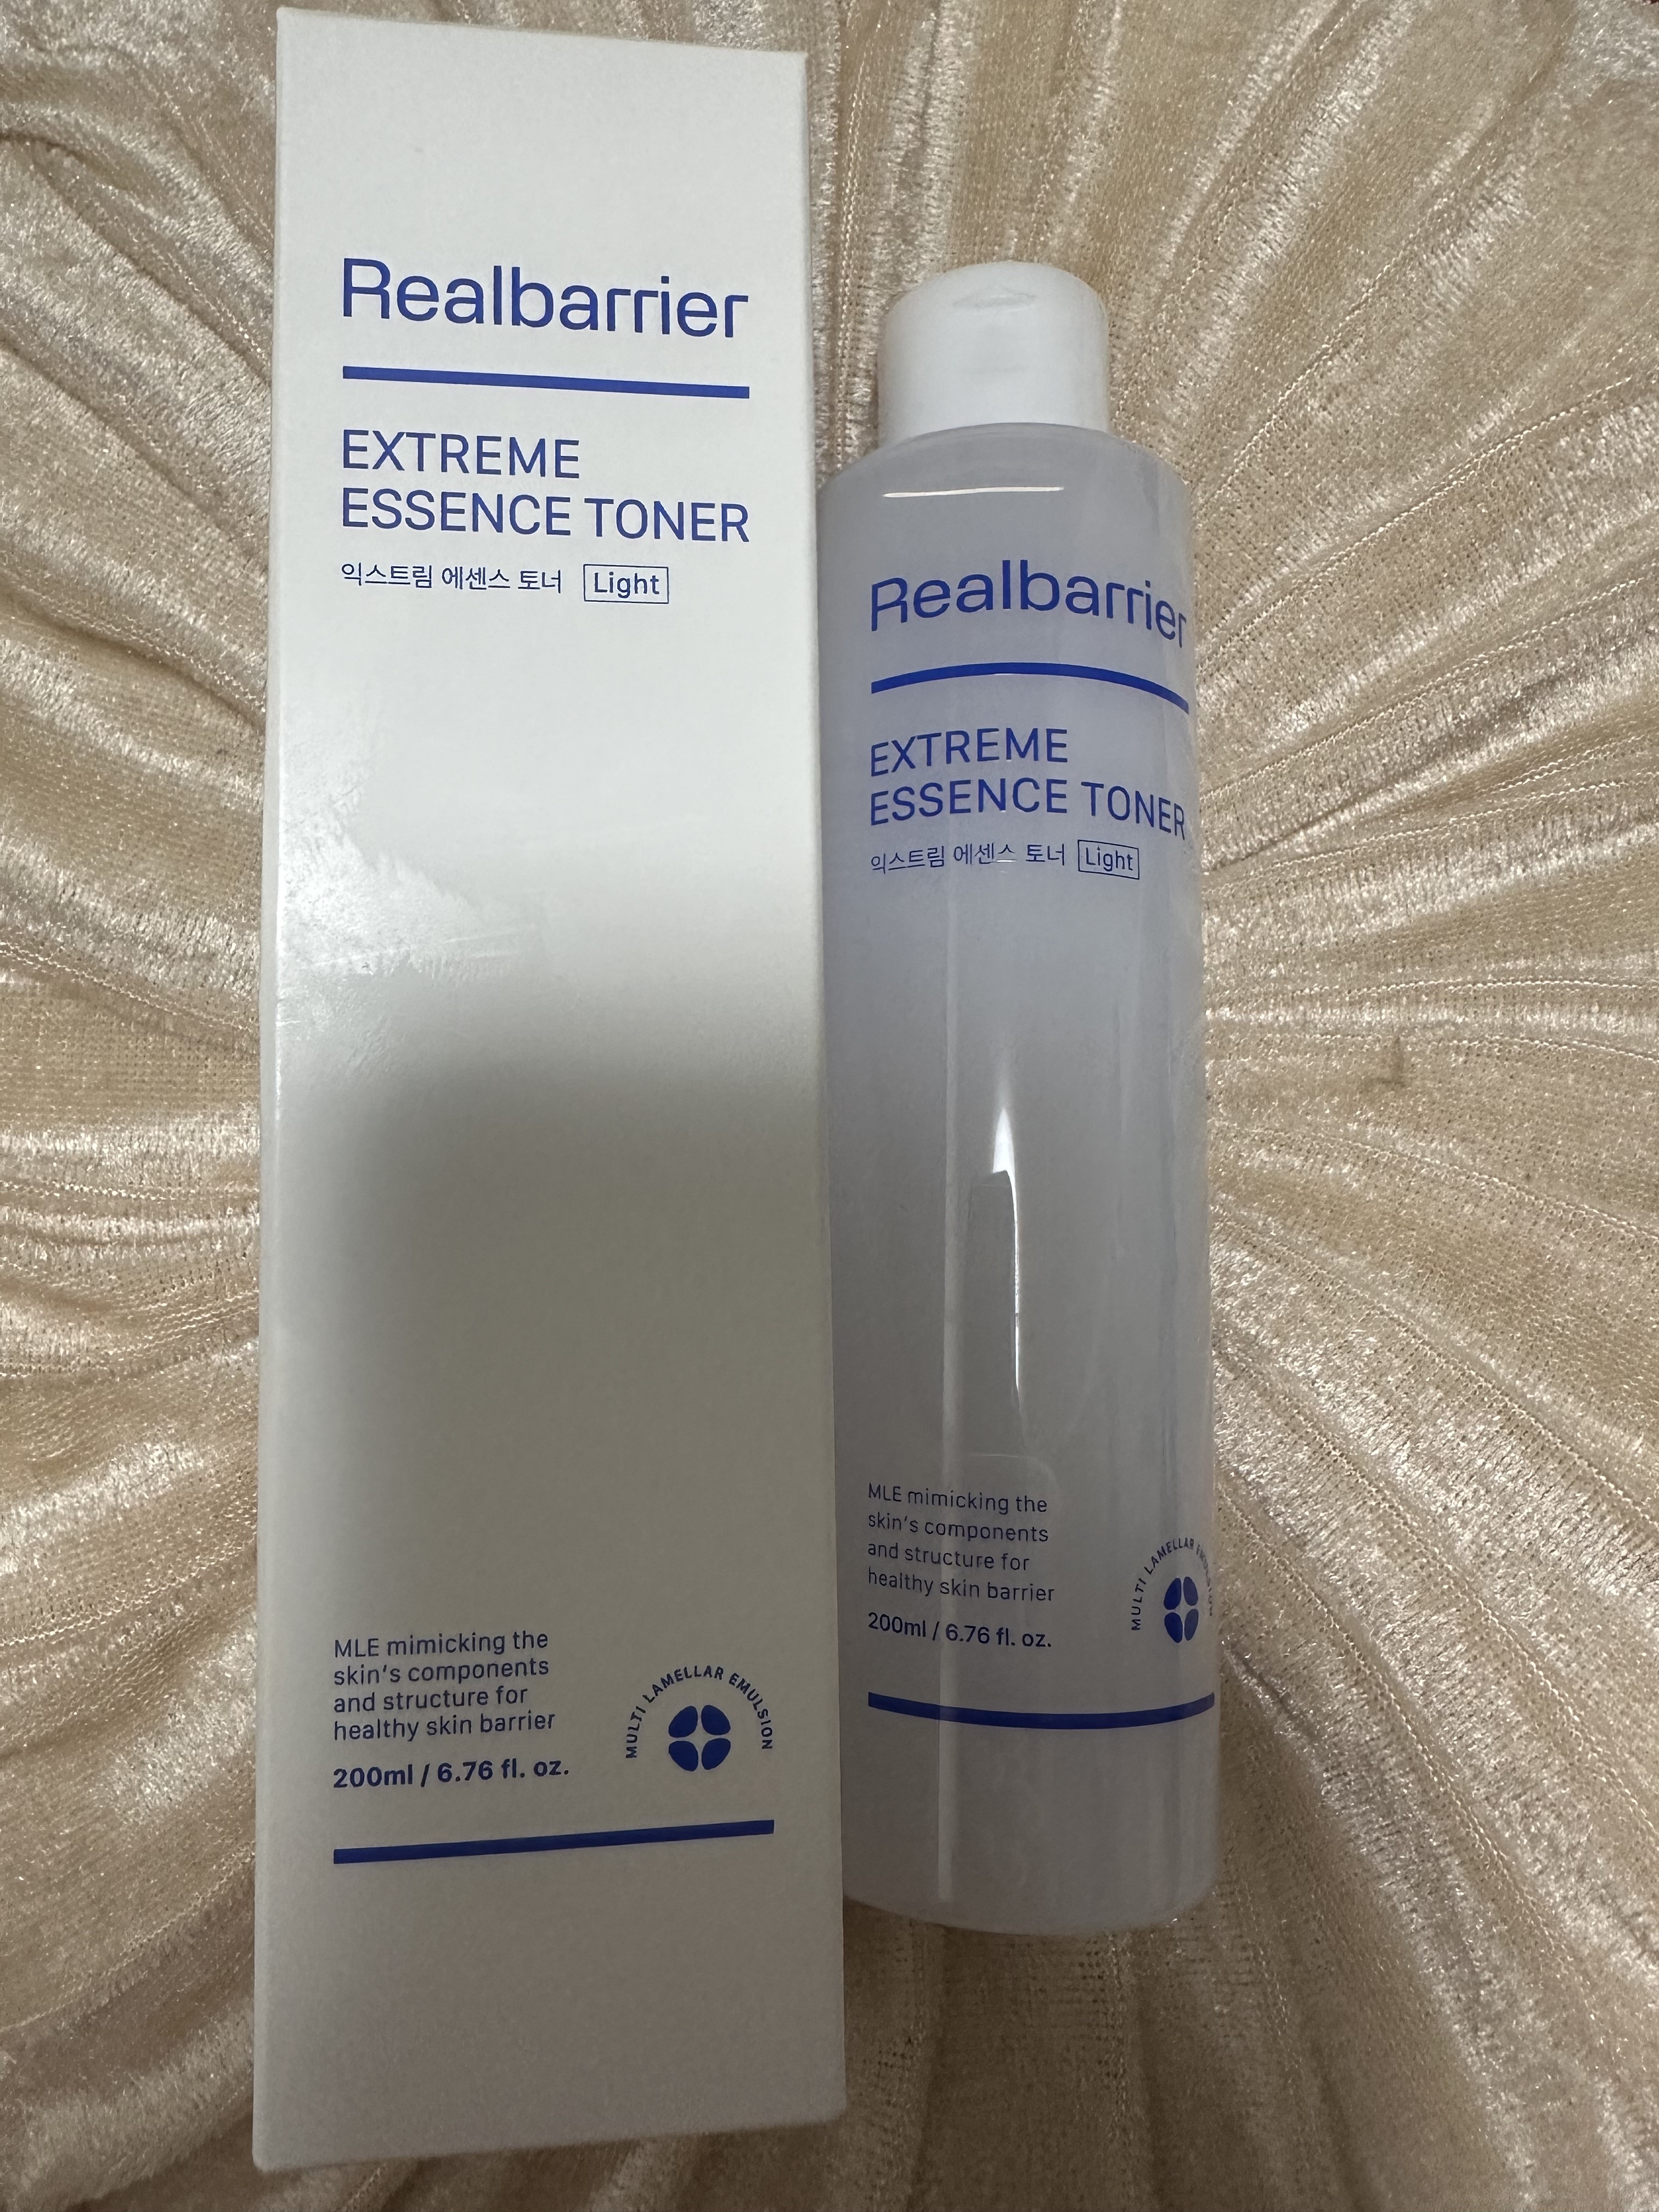 Realbarrier
EXTREME
ESSENCE TONER
익스트림 에센스 토너 Light
MLE mimicking the
skin's components
and structure for
healthy skin barrier
200ml / 6.76 fl. oz.
MULTI LAMELLAR EMULSION
Realbarrier
EXTREME
ESSENCE TONER
익스트림 에센스 토너 Light
MLE mimicking the
skin's components
and structure for
healthy skin barrier
200ml / 6.76 fl. oz.
MULTI LAMELLAR EMULSION